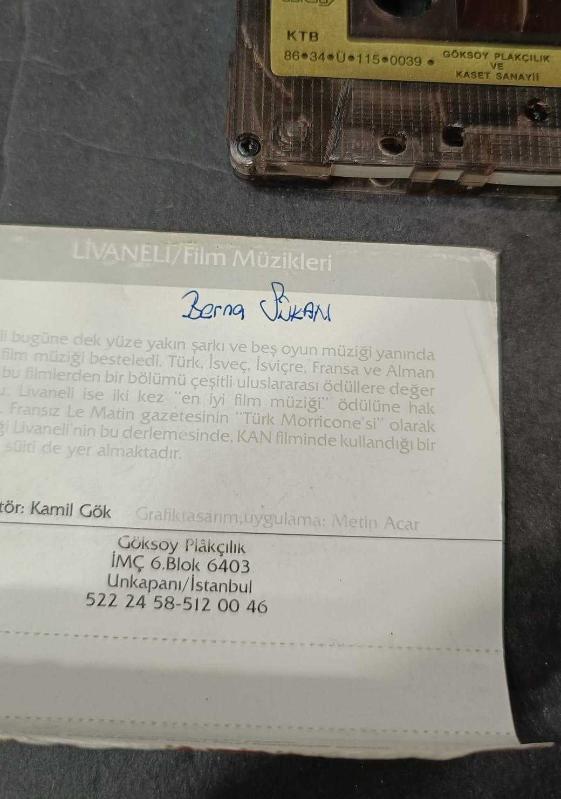 KTB
86•34•Ü•115•0039 •
GÖKSOY PLAKÇILIK
VE
KASET SANAYİİ
LİVANELİ/Film Müzikleri
Berna
bugüne dek yüze yakın şarkı ve beş oyun müziği yanında
film müziği besteledi. Türk, İsveç, İsviçre, Fransa ve Alman
bu filmlerden bir bölümü çeşitli uluslararası ödüllere değer
Livaneli ise iki kez "en iyi film müziği" ödülüne hak
Fransız Le Matin gazetesinin "Türk Morricone'si" olarak
Livaneli'nin bu derlemesinde, KAN filminde kullandığı bir
süiti de yer almaktadır.
tör: Kamil Gök Grafiktasarım,uygulama: Metin Acar
Göksoy Plâkçılık
İMÇ 6.Blok 6403
Unkapanı/İstanbul
522 24 58-512 00 46